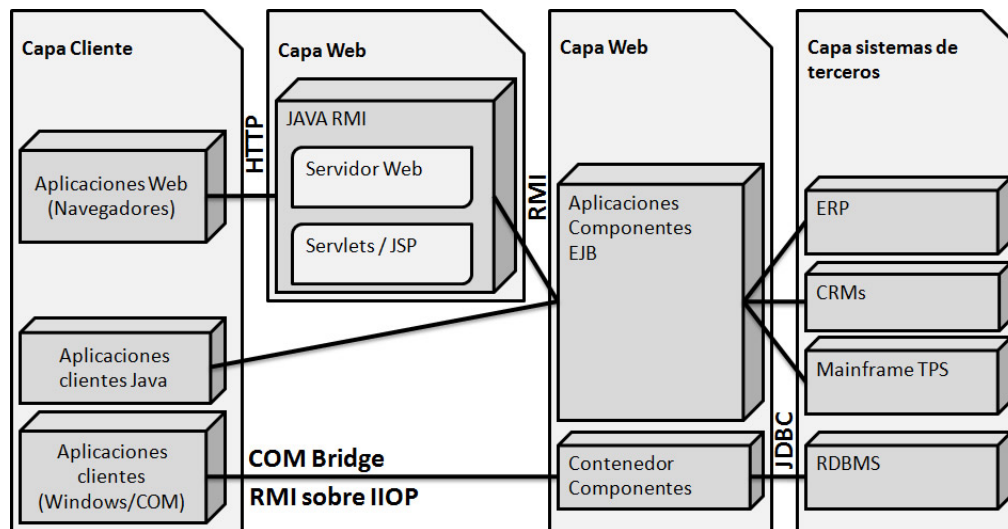 Capa Cliente
Aplicaciones Web
(Navegadores)
Aplicaciones
clientes Java
Aplicaciones
clientes
(Windows/COM)
HTTP
Capa Web
JAVA RMI
Servidor Web
Servlets / JSP
RMI
COM Bridge
RMI sobre IIOP
Capa Web
Aplicaciones
Componentes
EJB
Contenedor
Componentes
JDBC
Capa sistemas de
terceros
ERP
CRMs
Mainframe TPS
RDBMS